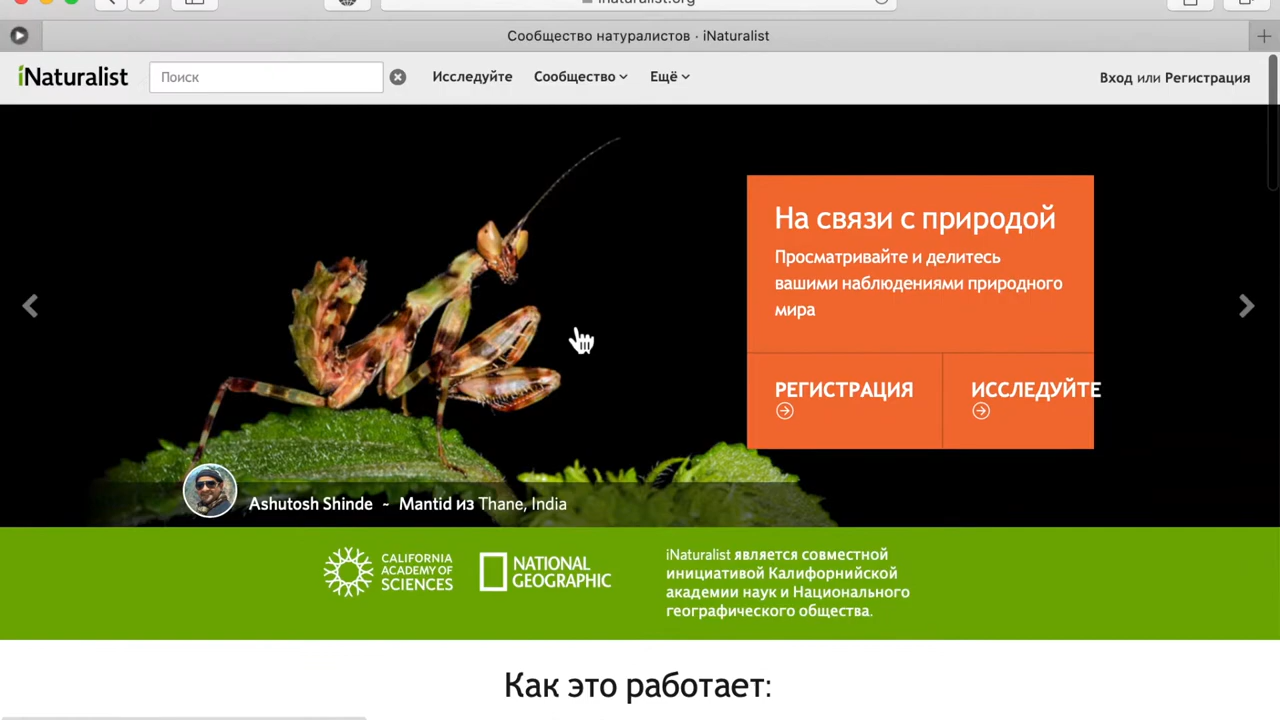 inaturalist.org
Сообщество натуралистов · iNaturalist
iNaturalist Поиск Исследуйте Сообщество Ещё Вход или Регистрация
На связи с природой
Просматривайте и делитесь
вашими наблюдениями природного
мира
РЕГИСТРАЦИЯ ИССЛЕДУЙТЕ
Ashutosh Shinde ~ Mantid из Thane, India
CALIFORNIA
ACADEMY OF
SCIENCES
NATIONAL
GEOGRAPHIC
iNaturalist является совместной
инициативой Калифорнийской
академии наук и Национального
географического общества.
Как это работает: